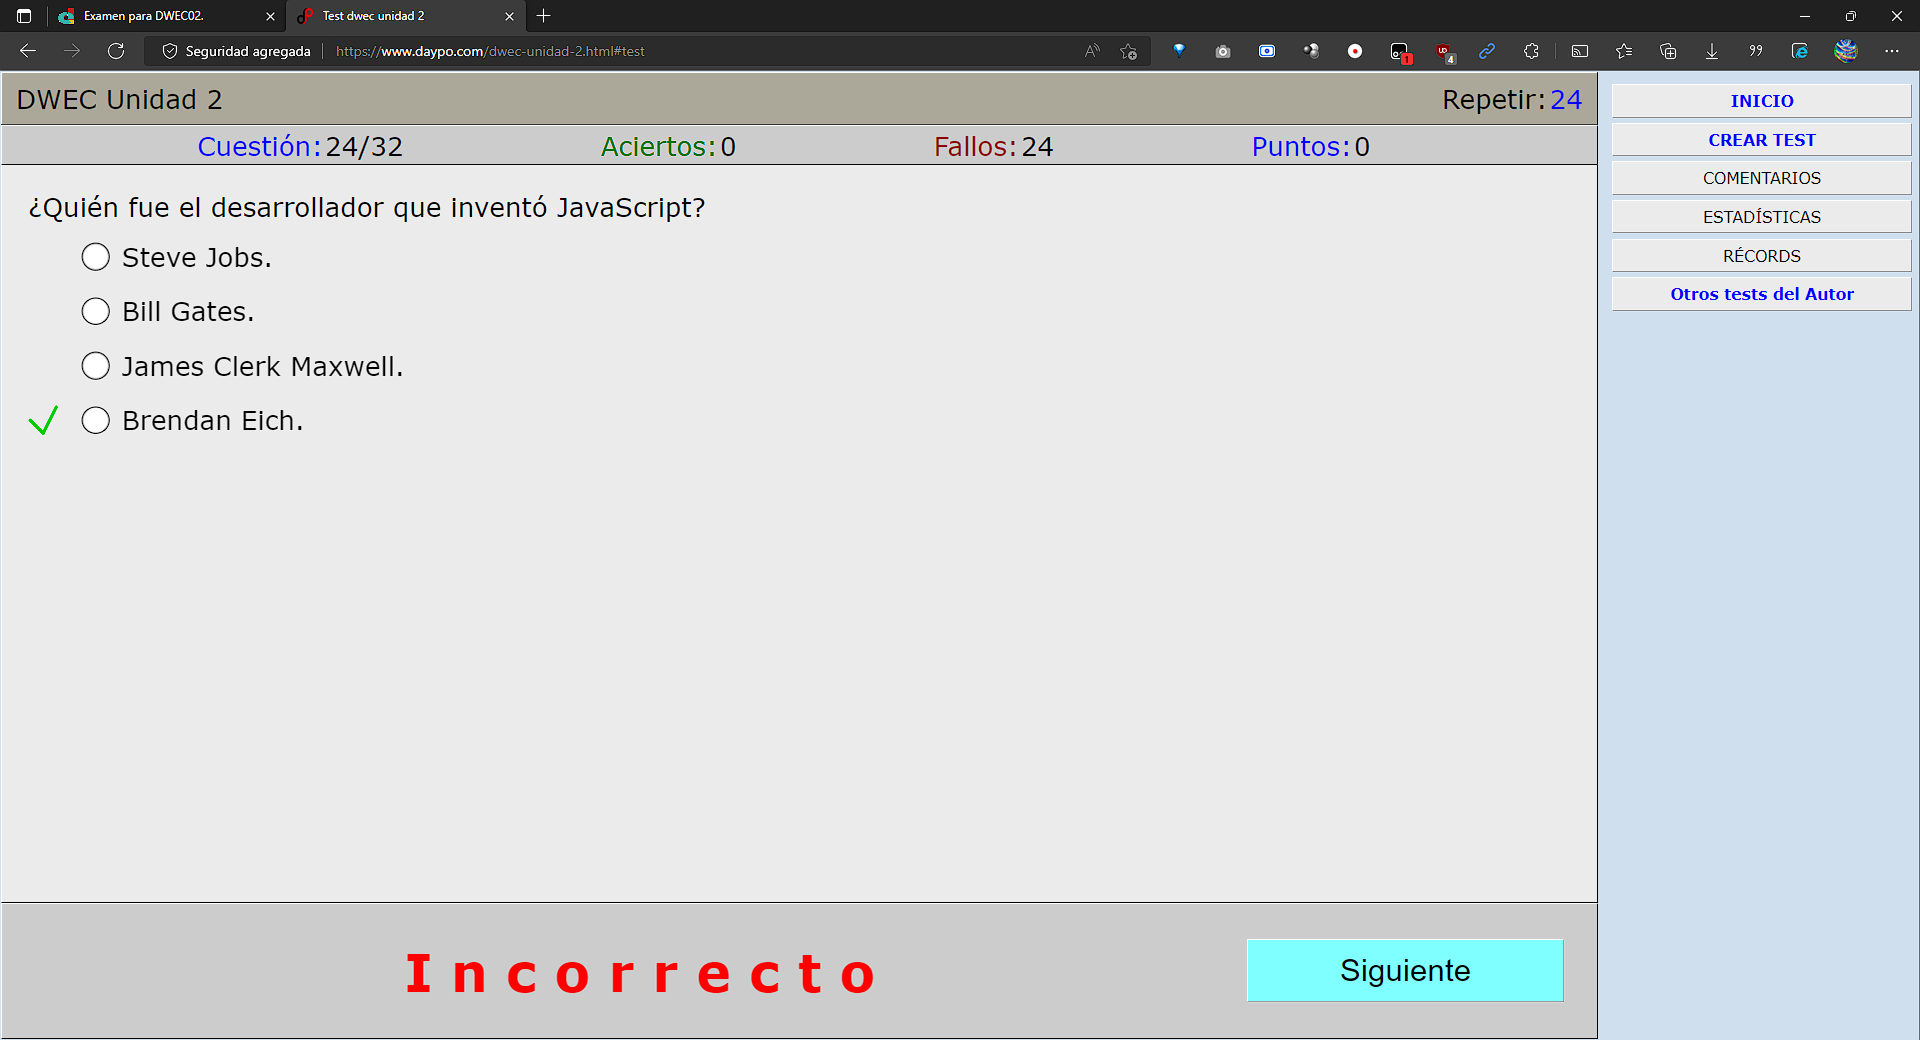 Examen para DWEC02.
Test dwec unidad 2
Seguridad agregada
https://www.daypo.com/dwec-unidad-2.html#test
1
4
DWEC Unidad 2
Repetir:24
Cuestión:24/32
Aciertos:0
Fallos:24
Puntos:0
¿Quién fue el desarrollador que inventó JavaScript?
Steve Jobs.
Bill Gates.
James Clerk Maxwell.
Brendan Eich.
Incorrecto
Siguiente
INICIO
CREAR TEST
COMENTARIOS
ESTADÍSTICAS
RÉCORDS
Otros tests del Autor